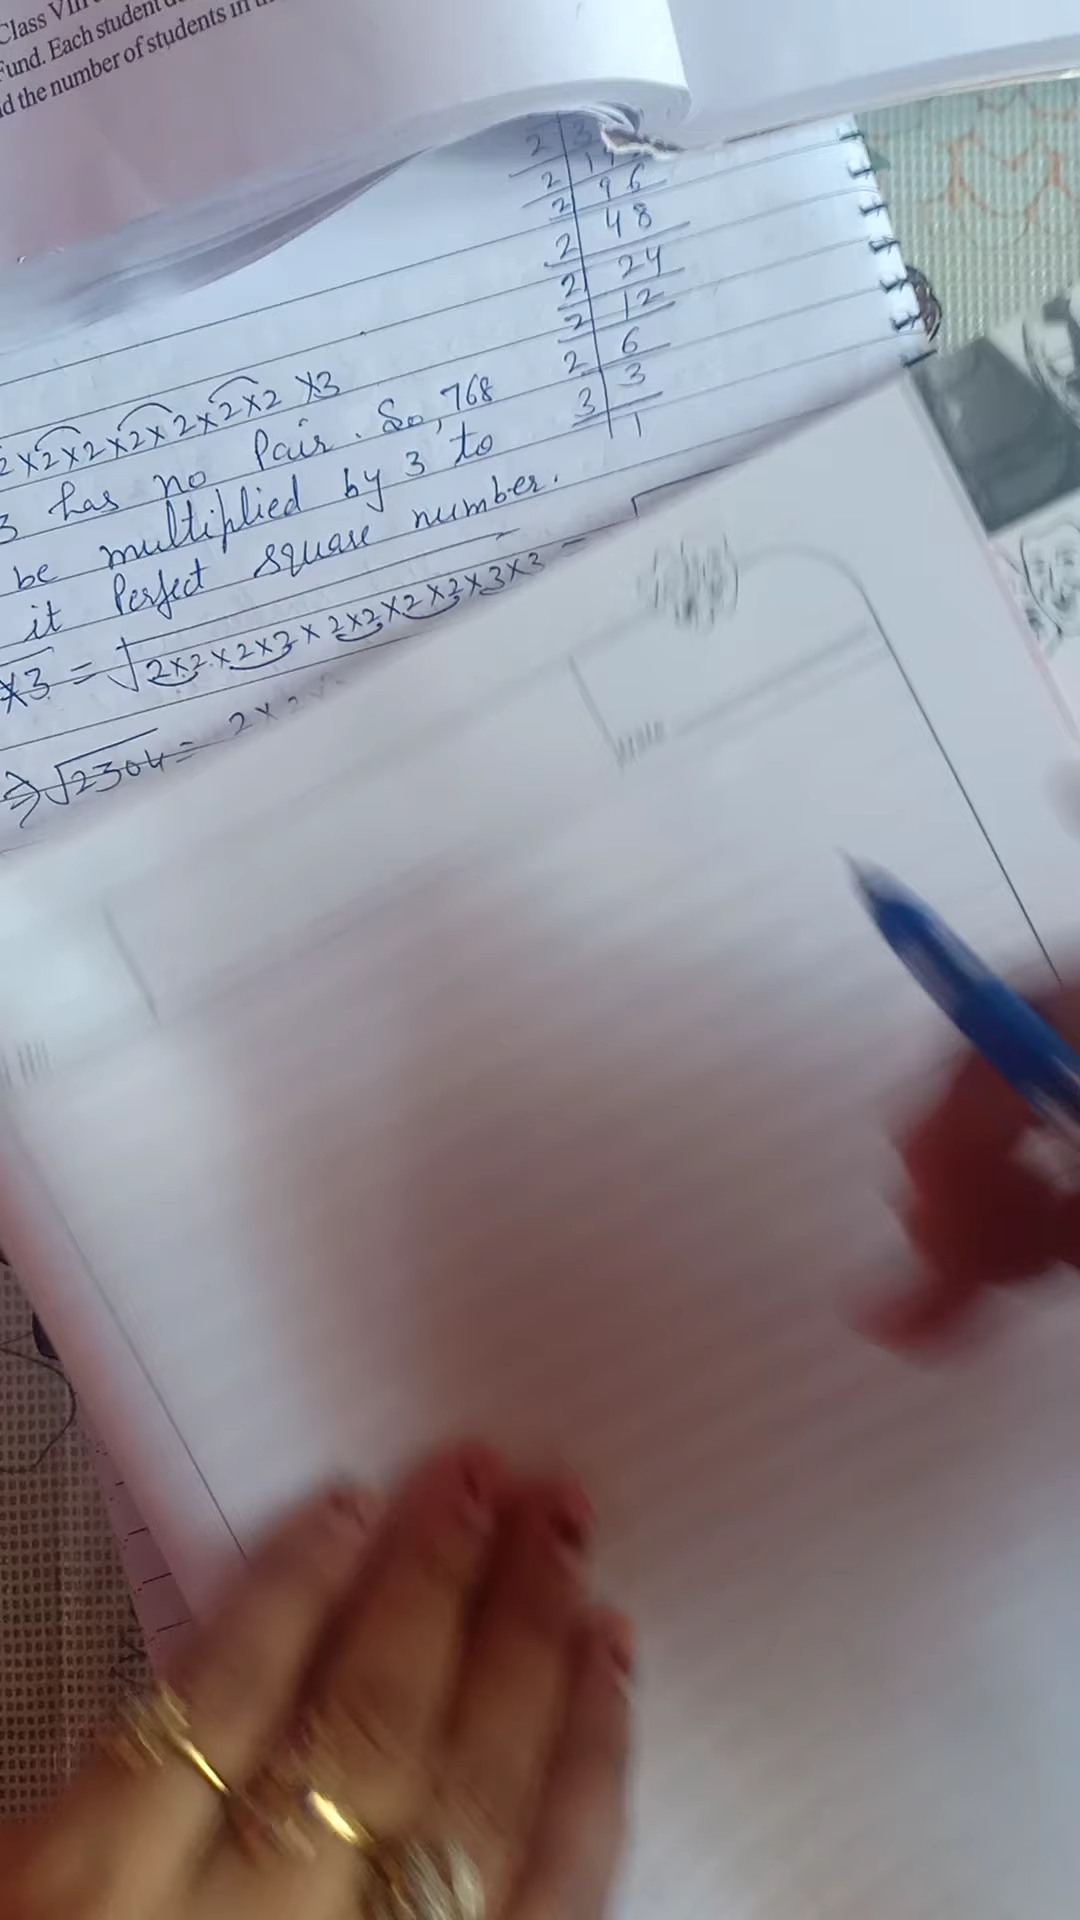 Class VIII
Fund. Each student
d the number of students in
2 3
2 19
2 96
2 48
2 24
2 12
2 6
2 3
3 1
2×2×2×2×2×2×2 ×3
3 has no Pair. So, 768
be multiplied by 3 to
it Perfect square number.
×3 = √2×2×2×2×2×2×2×2×3×3 =
⇒√2304 = 2×2